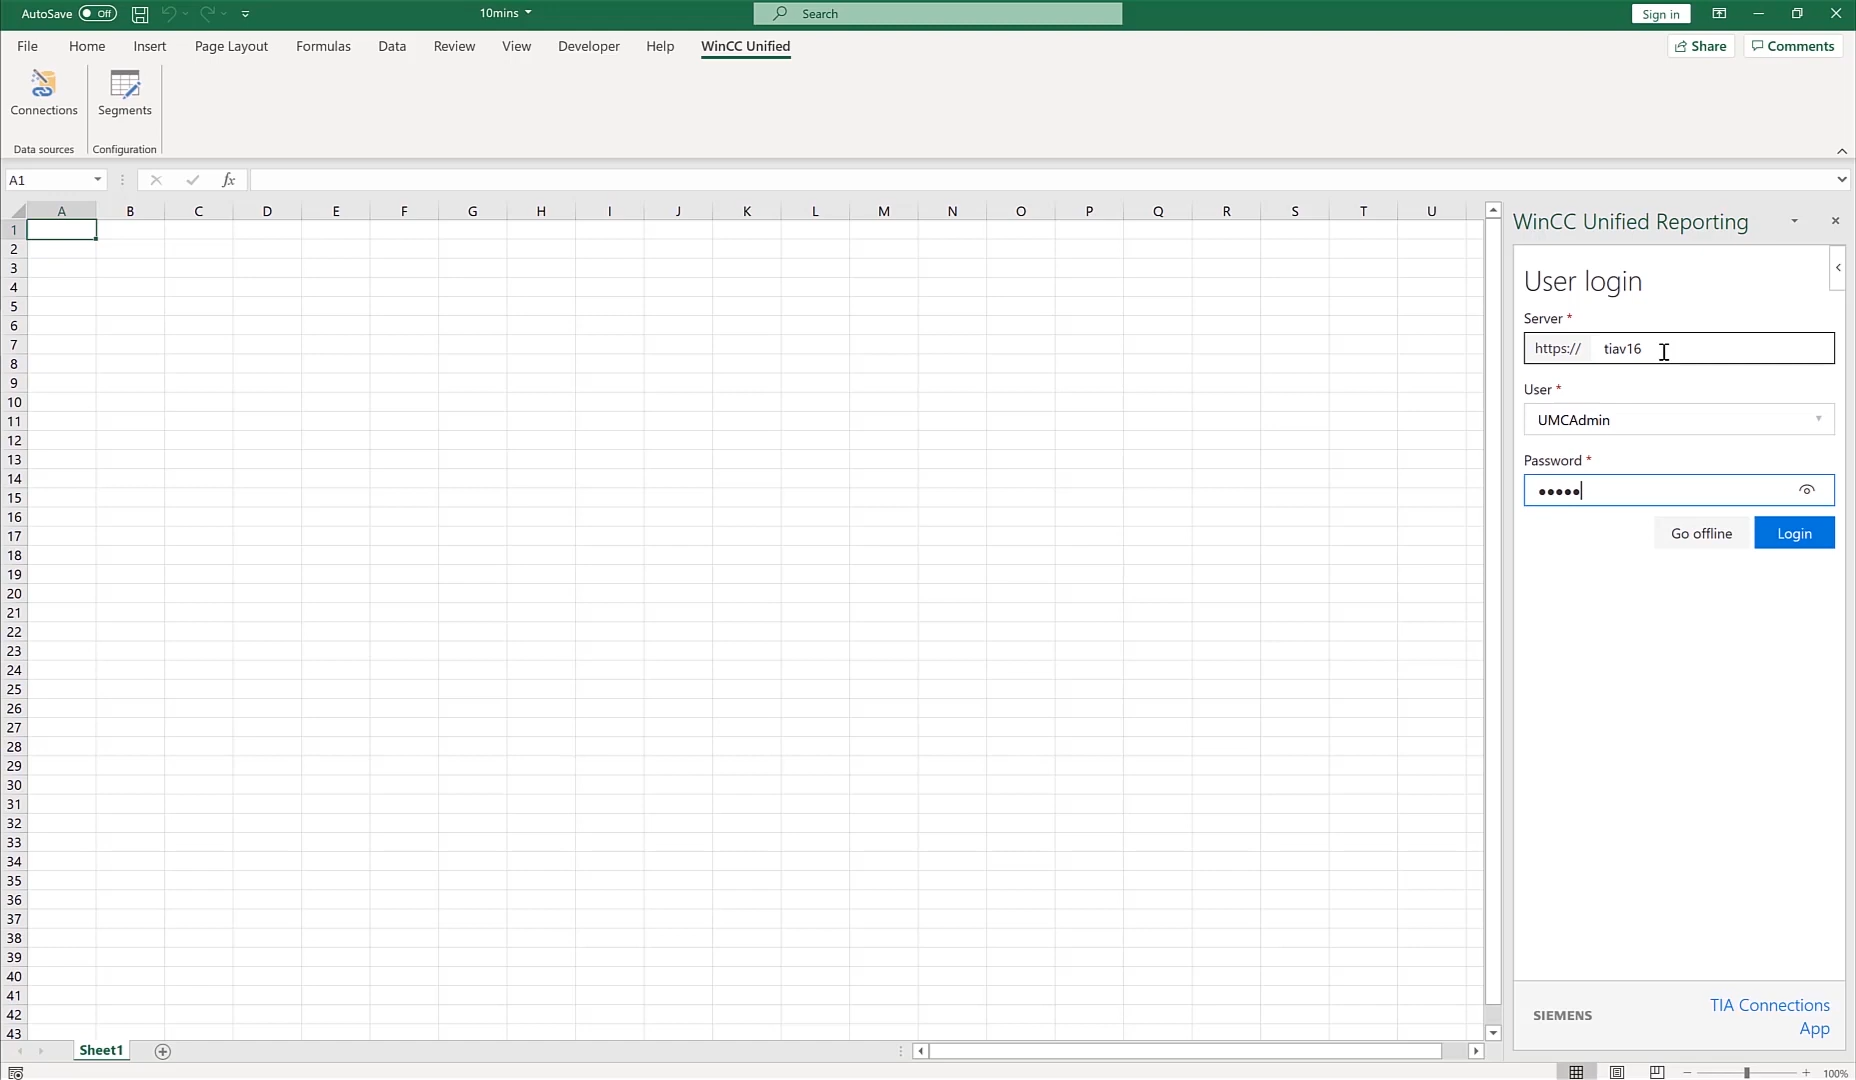 AutoSave Off 10mins Search Sign in
File Home Insert Page Layout Formulas Data Review View Developer Help WinCC Unified Share Comments
Connections Segments
Data sources Configuration
A1 fx
A B C D E F G H I J K L M N O P Q R S T U
1
2
3
4
5
6
7
8
9
10
11
12
13
14
15
16
17
18
19
20
21
22
23
24
25
26
27
28
29
30
31
32
33
34
35
36
37
38
39
40
41
42
43
WinCC Unified Reporting
User login
Server *
https:// tiav16
User *
UMCAdmin
Password *
•••••
Go offline Login
SIEMENS TIA Connections
App
Sheet1
100%